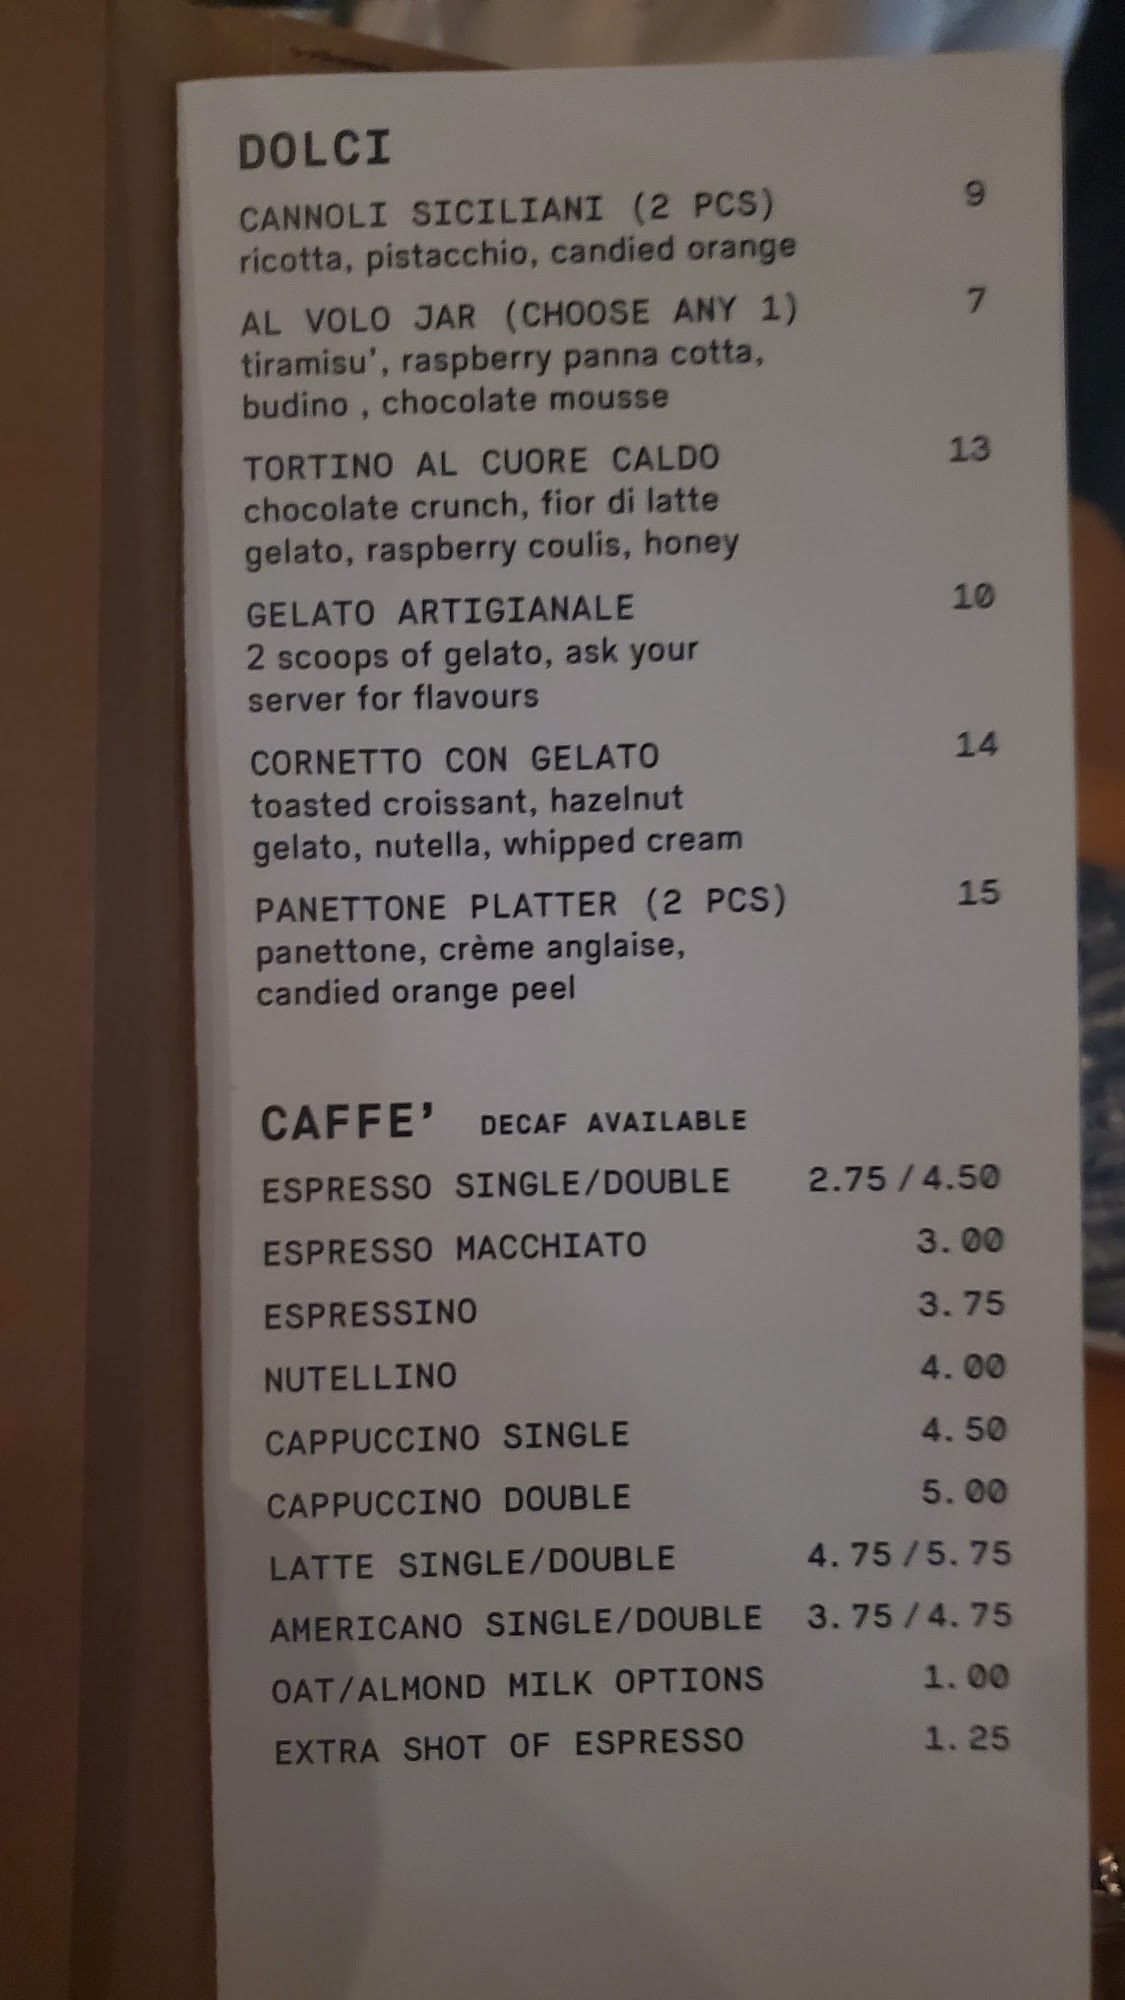 DOLCI
CANNOLI SICILIANI (2 PCS) 9
ricotta, pistacchio, candied orange
AL VOLO JAR (CHOOSE ANY 1) 7
tiramisu', raspberry panna cotta,
budino , chocolate mousse
TORTINO AL CUORE CALDO 13
chocolate crunch, fior di latte
gelato, raspberry coulis, honey
GELATO ARTIGIANALE 10
2 scoops of gelato, ask your
server for flavours
CORNETTO CON GELATO 14
toasted croissant, hazelnut
gelato, nutella, whipped cream
PANETTONE PLATTER (2 PCS) 15
panettone, crème anglaise,
candied orange peel
CAFFE' DECAF AVAILABLE
ESPRESSO SINGLE/DOUBLE 2.75 / 4.50
ESPRESSO MACCHIATO 3.00
ESPRESSINO 3.75
NUTELLINO 4.00
CAPPUCCINO SINGLE 4.50
CAPPUCCINO DOUBLE 5.00
LATTE SINGLE/DOUBLE 4.75 / 5.75
AMERICANO SINGLE/DOUBLE 3.75 / 4.75
OAT/ALMOND MILK OPTIONS 1.00
EXTRA SHOT OF ESPRESSO 1.25